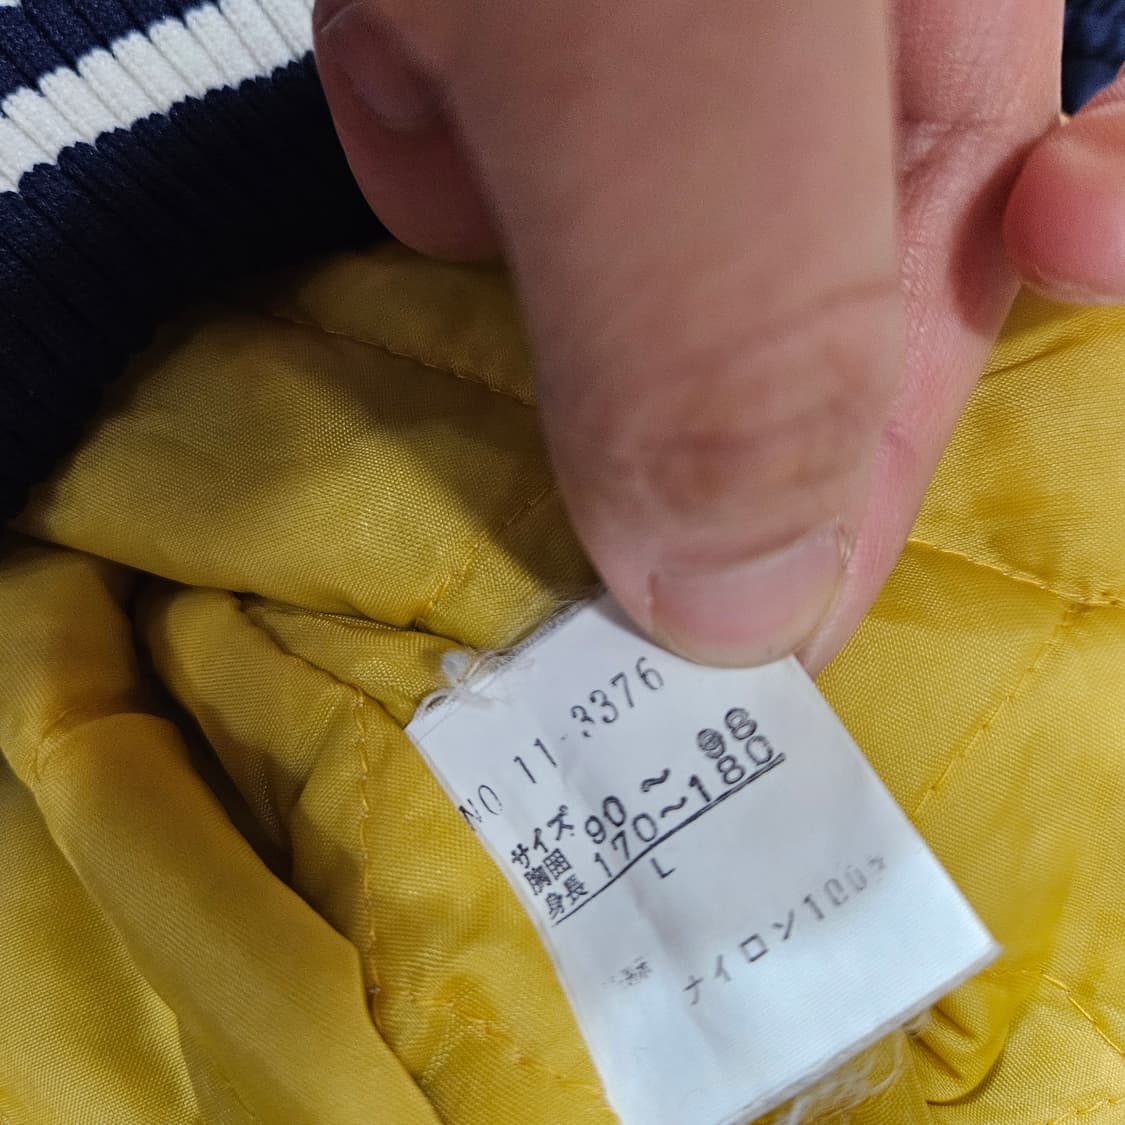 NO 11-3376
サイズ
胸囲 90～98
身長 170～180
L
ナイロン100%